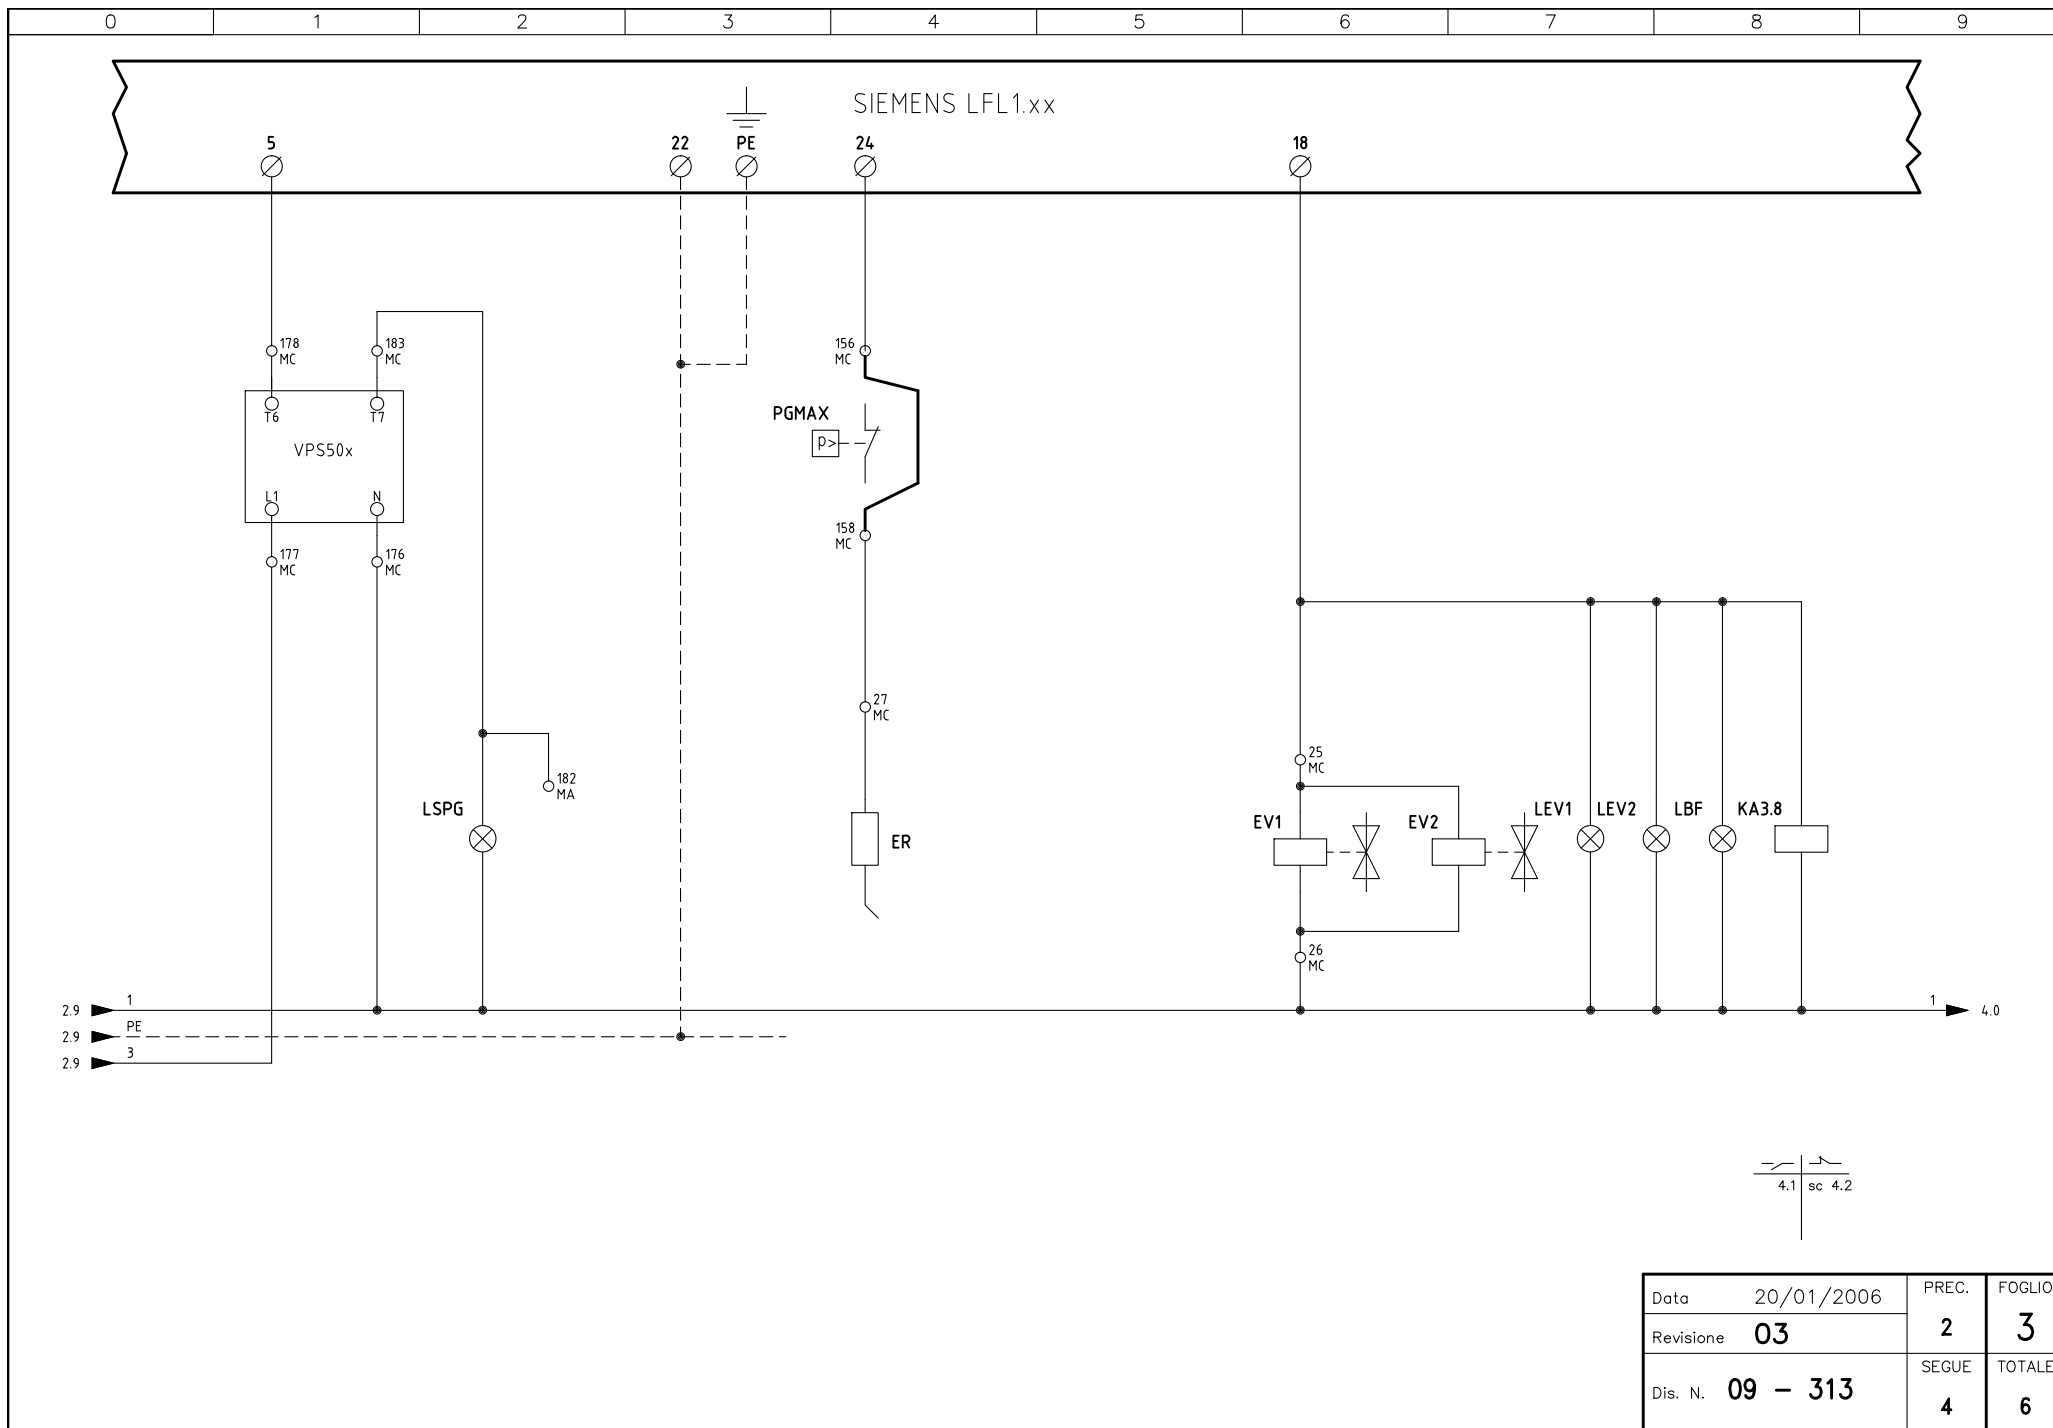 0 1 2 3 4 5 6 7 8 9
SIEMENS LFL1.xx
5 22 PE 24 18
178 MC
183 MC
156 MC
T6 T7
PGMAX
P>
VPS50x
L1 N
177 MC
176 MC
158 MC
27 MC
25 MC
182 MA
LSPG
ER
EV1
EV2
LEV1 LEV2 LBF KA3.8
26 MC
2.9 1
1 4.0
2.9 PE
2.9 3
4.1 sc 4.2
Data 20/01/2006
PREC. 2
FOGLIO 3
Revisione 03
Dis. N. 09 - 313
SEGUE 4
TOTALE 6